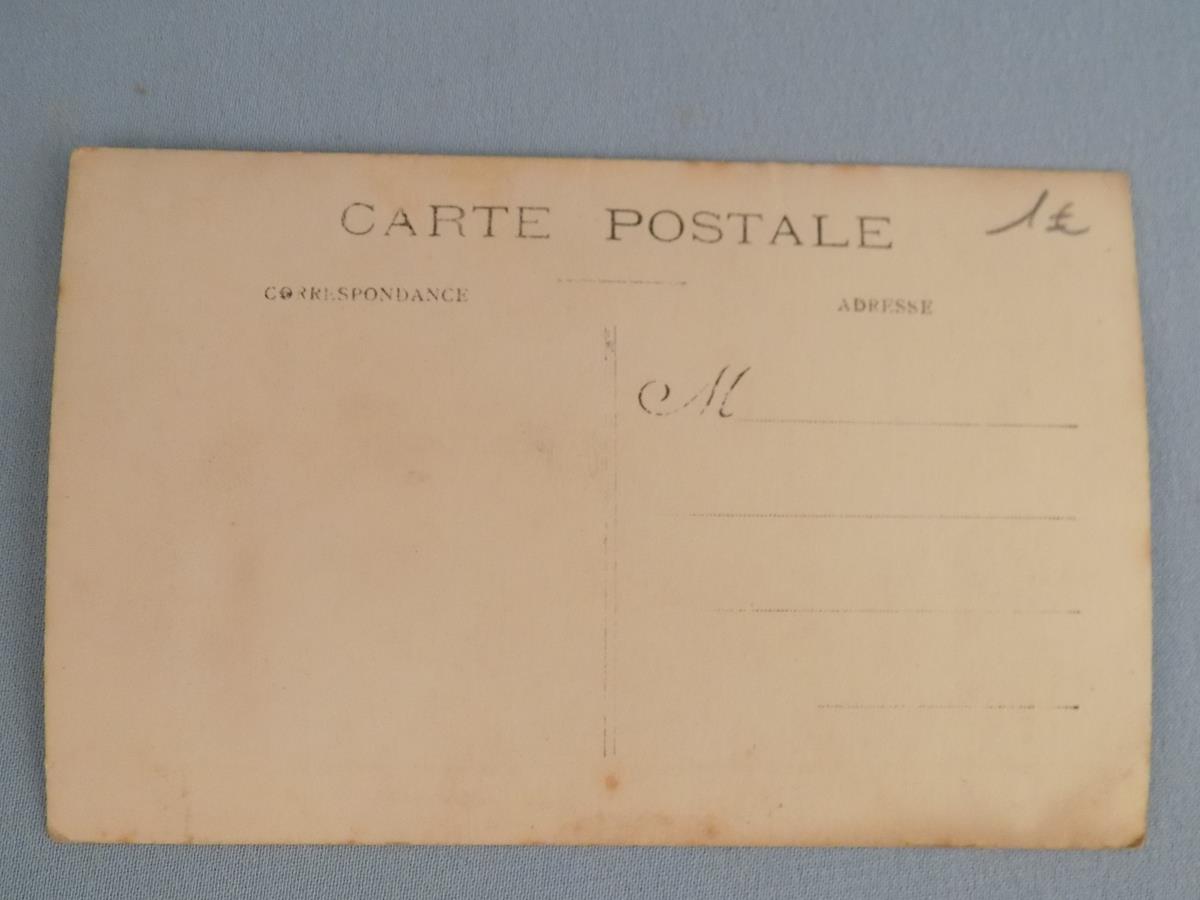 CARTE POSTALE
1€
CORRESPONDANCE
ADRESSE
M